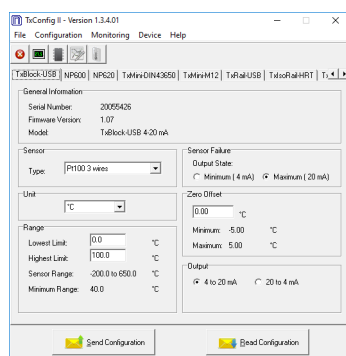 TxConfig II - Version 1.3.4.01
File Configuration Monitoring Device Help
TxBlock-USB NP600 NP620 TxMini-DIN43650 TxMini-M12 TxRail-USB TxIsoRail-HRT
General Information
Serial Number: 20055426
Firmware Version: 1.07
Model: TxBlock-USB 4-20 mA
Sensor
Type: Pt100 3 wires
Sensor Failure
Output State:
Minimum ( 4 mA) Maximum ( 20 mA)
Unit
°C
Zero Offset
0.00 °C
Minimum: -5.00 °C
Maximum: 5.00 °C
Range
Lowest Limit: 0.0 °C
Highest Limit: 100.0 °C
Sensor Range: -200.0 to 650.0 °C
Minimum Range: 40.0 °C
Output
4 to 20 mA 20 to 4 mA
Send Configuration Read Configuration